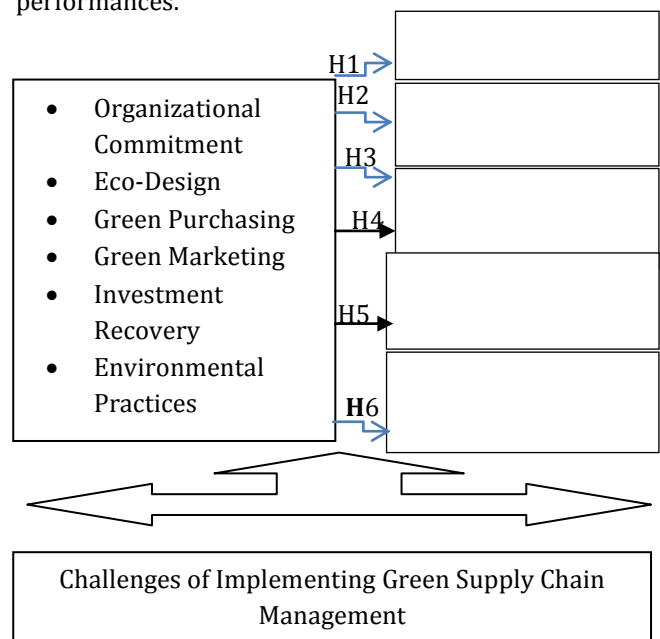 performances.
H1
H2
H3
H4
H5
H6
• Organizational
Commitment
• Eco-Design
• Green Purchasing
• Green Marketing
• Investment
Recovery
• Environmental
Practices
Challenges of Implementing Green Supply Chain
Management